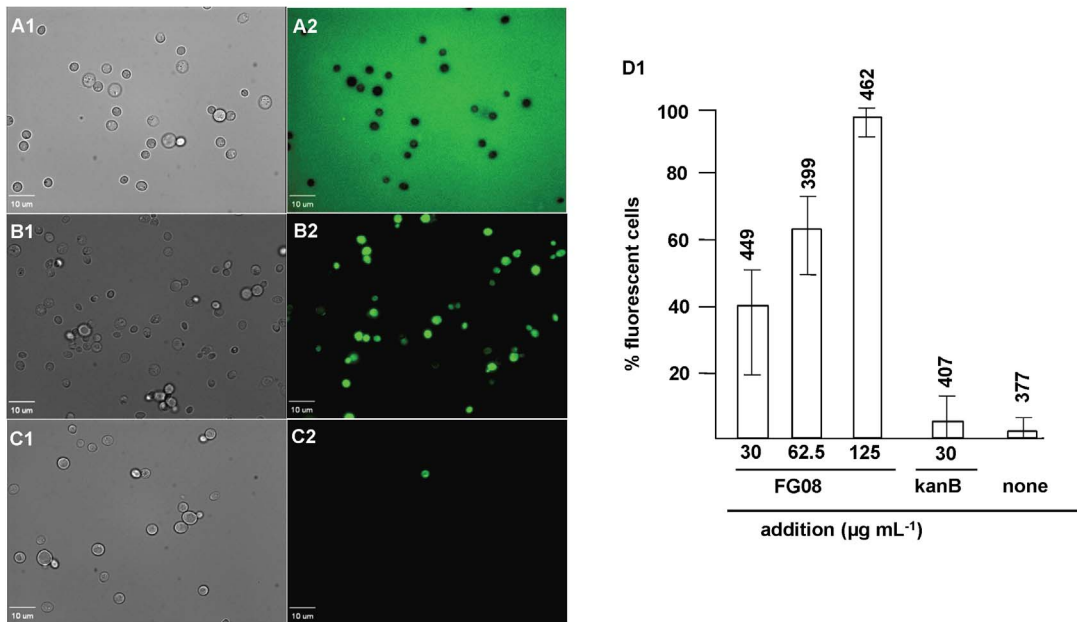 A1
A2
10 um
10 um
B1
B2
10 um
10 um
C1
C2
10 um
10 um
D1
% fluorescent cells
100
80
60
40
20
449
399
462
407
377
30
62.5
125
30
FG08
kanB
none
addition (µg mL⁻¹)